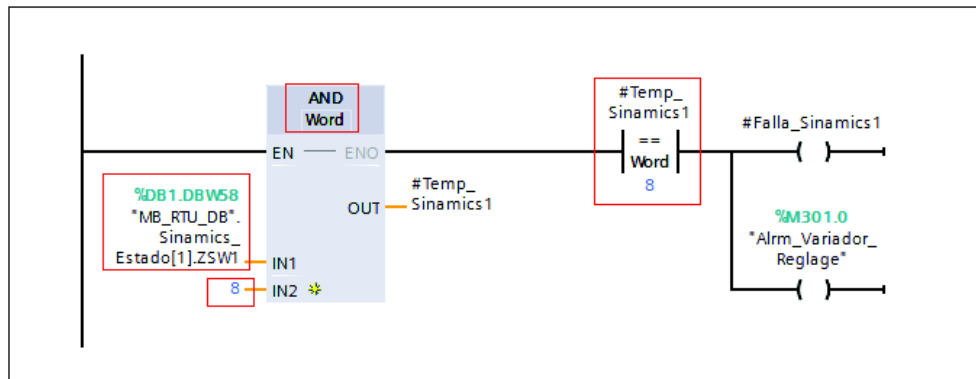 AND
Word
EN
ENO
%DB1.DBW58
"MB_RTU_DB".
Sinamics_
Estado[1].ZSW1
IN1
8
IN2
OUT
#Temp_
Sinamics1
#Temp_
Sinamics1
==
Word
8
#Falla_Sinamics1
%M301.0
"Alrm_Variador_
Reglage"